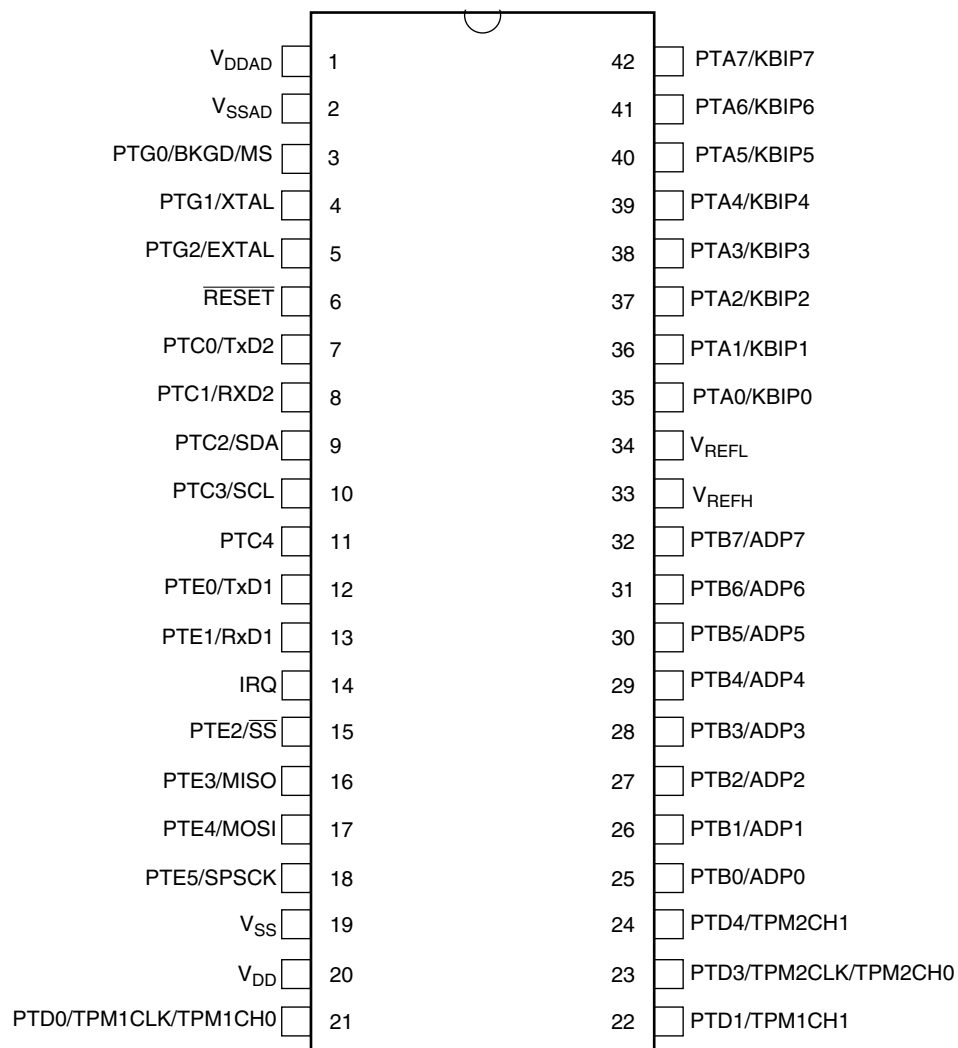 V_DDAD 1 42 PTA7/KBIP7
V_SSAD 2 41 PTA6/KBIP6
PTG0/BKGD/MS 3 40 PTA5/KBIP5
PTG1/XTAL 4 39 PTA4/KBIP4
PTG2/EXTAL 5 38 PTA3/KBIP3
RESET 6 37 PTA2/KBIP2
PTC0/TxD2 7 36 PTA1/KBIP1
PTC1/RXD2 8 35 PTA0/KBIP0
PTC2/SDA 9 34 V_REFL
PTC3/SCL 10 33 V_REFH
PTC4 11 32 PTB7/ADP7
PTE0/TxD1 12 31 PTB6/ADP6
PTE1/RxD1 13 30 PTB5/ADP5
IRQ 14 29 PTB4/ADP4
PTE2/SS 15 28 PTB3/ADP3
PTE3/MISO 16 27 PTB2/ADP2
PTE4/MOSI 17 26 PTB1/ADP1
PTE5/SPSCK 18 25 PTB0/ADP0
V_SS 19 24 PTD4/TPM2CH1
V_DD 20 23 PTD3/TPM2CLK/TPM2CH0
PTD0/TPM1CLK/TPM1CH0 21 22 PTD1/TPM1CH1